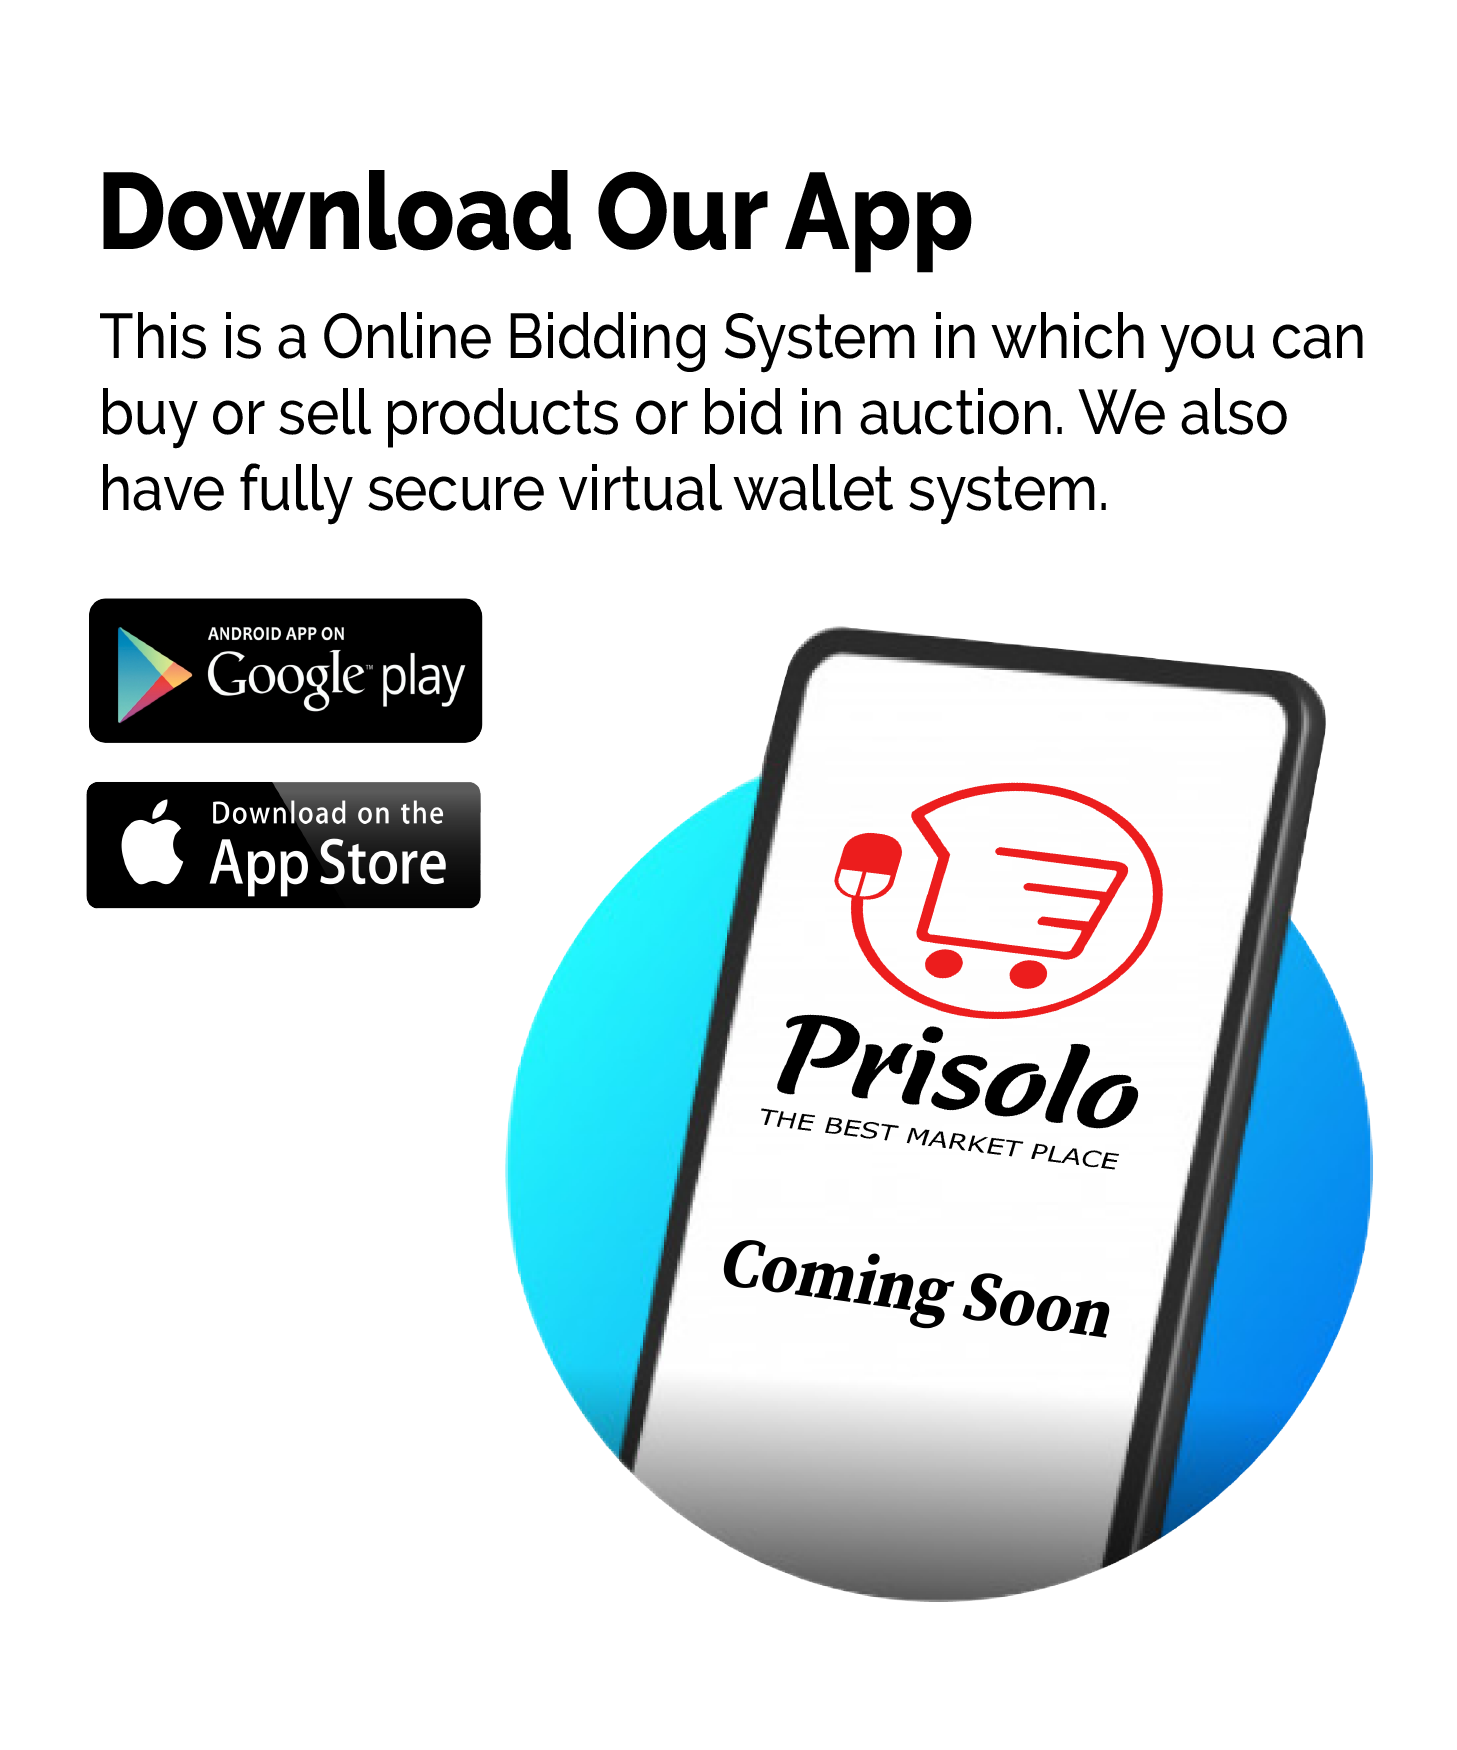 Download Our App
This is a Online Bidding System in which you can
buy or sell products or bid in auction. We also
have fully secure virtual wallet system.
ANDROID APP ON
Google™ play
Download on the
App Store
Prisolo
THE BEST MARKET PLACE
Coming Soon